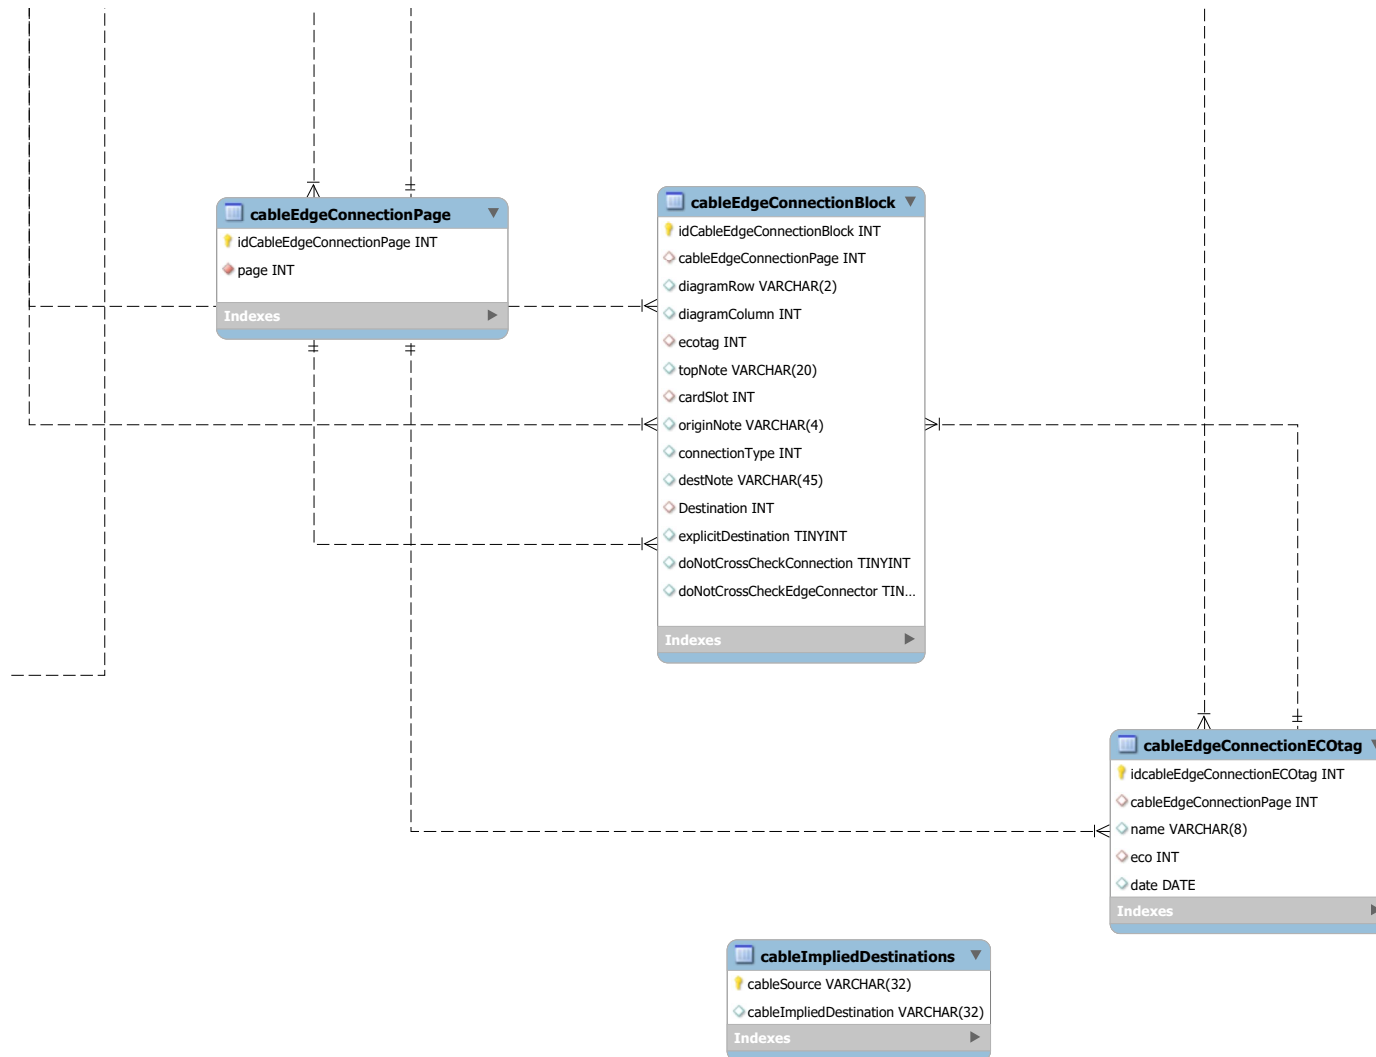 cableEdgeConnectionPage
idCableEdgeConnectionPage INT
page INT
Indexes
cableEdgeConnectionBlock
idCableEdgeConnectionBlock INT
cableEdgeConnectionPage INT
diagramRow VARCHAR(2)
diagramColumn INT
ecotag INT
topNote VARCHAR(20)
cardSlot INT
originNote VARCHAR(4)
connectionType INT
destNote VARCHAR(45)
Destination INT
explicitDestination TINYINT
doNotCrossCheckConnection TINYINT
doNotCrossCheckEdgeConnector TIN...
Indexes
cableEdgeConnectionECOtag
idcableEdgeConnectionECOtag INT
cableEdgeConnectionPage INT
name VARCHAR(8)
eco INT
date DATE
Indexes
cableImpliedDestinations
cableSource VARCHAR(32)
cableImpliedDestination VARCHAR(32)
Indexes